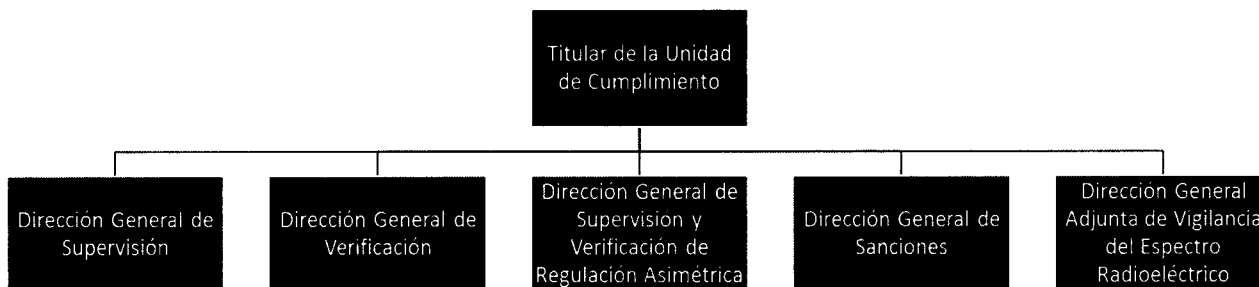 Titular de la Unidad
de Cumplimiento
Dirección General de
Supervisión
Dirección General de
Verificación
Dirección General de
Supervisión y
Verificación de
Regulación Asimétrica
Dirección General de
Sanciones
Dirección General
Adjunta de Vigilancia
del Espectro
Radioeléctrico